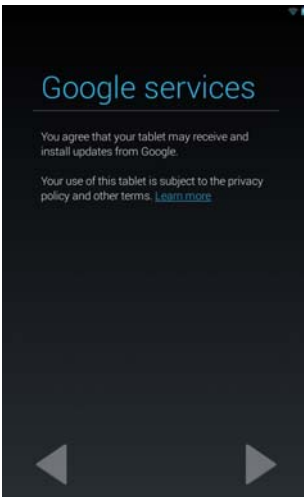 Google services
You agree that your tablet may receive and
install updates from Google.
Your use of this tablet is subject to the privacy
policy and other terms. Learn more